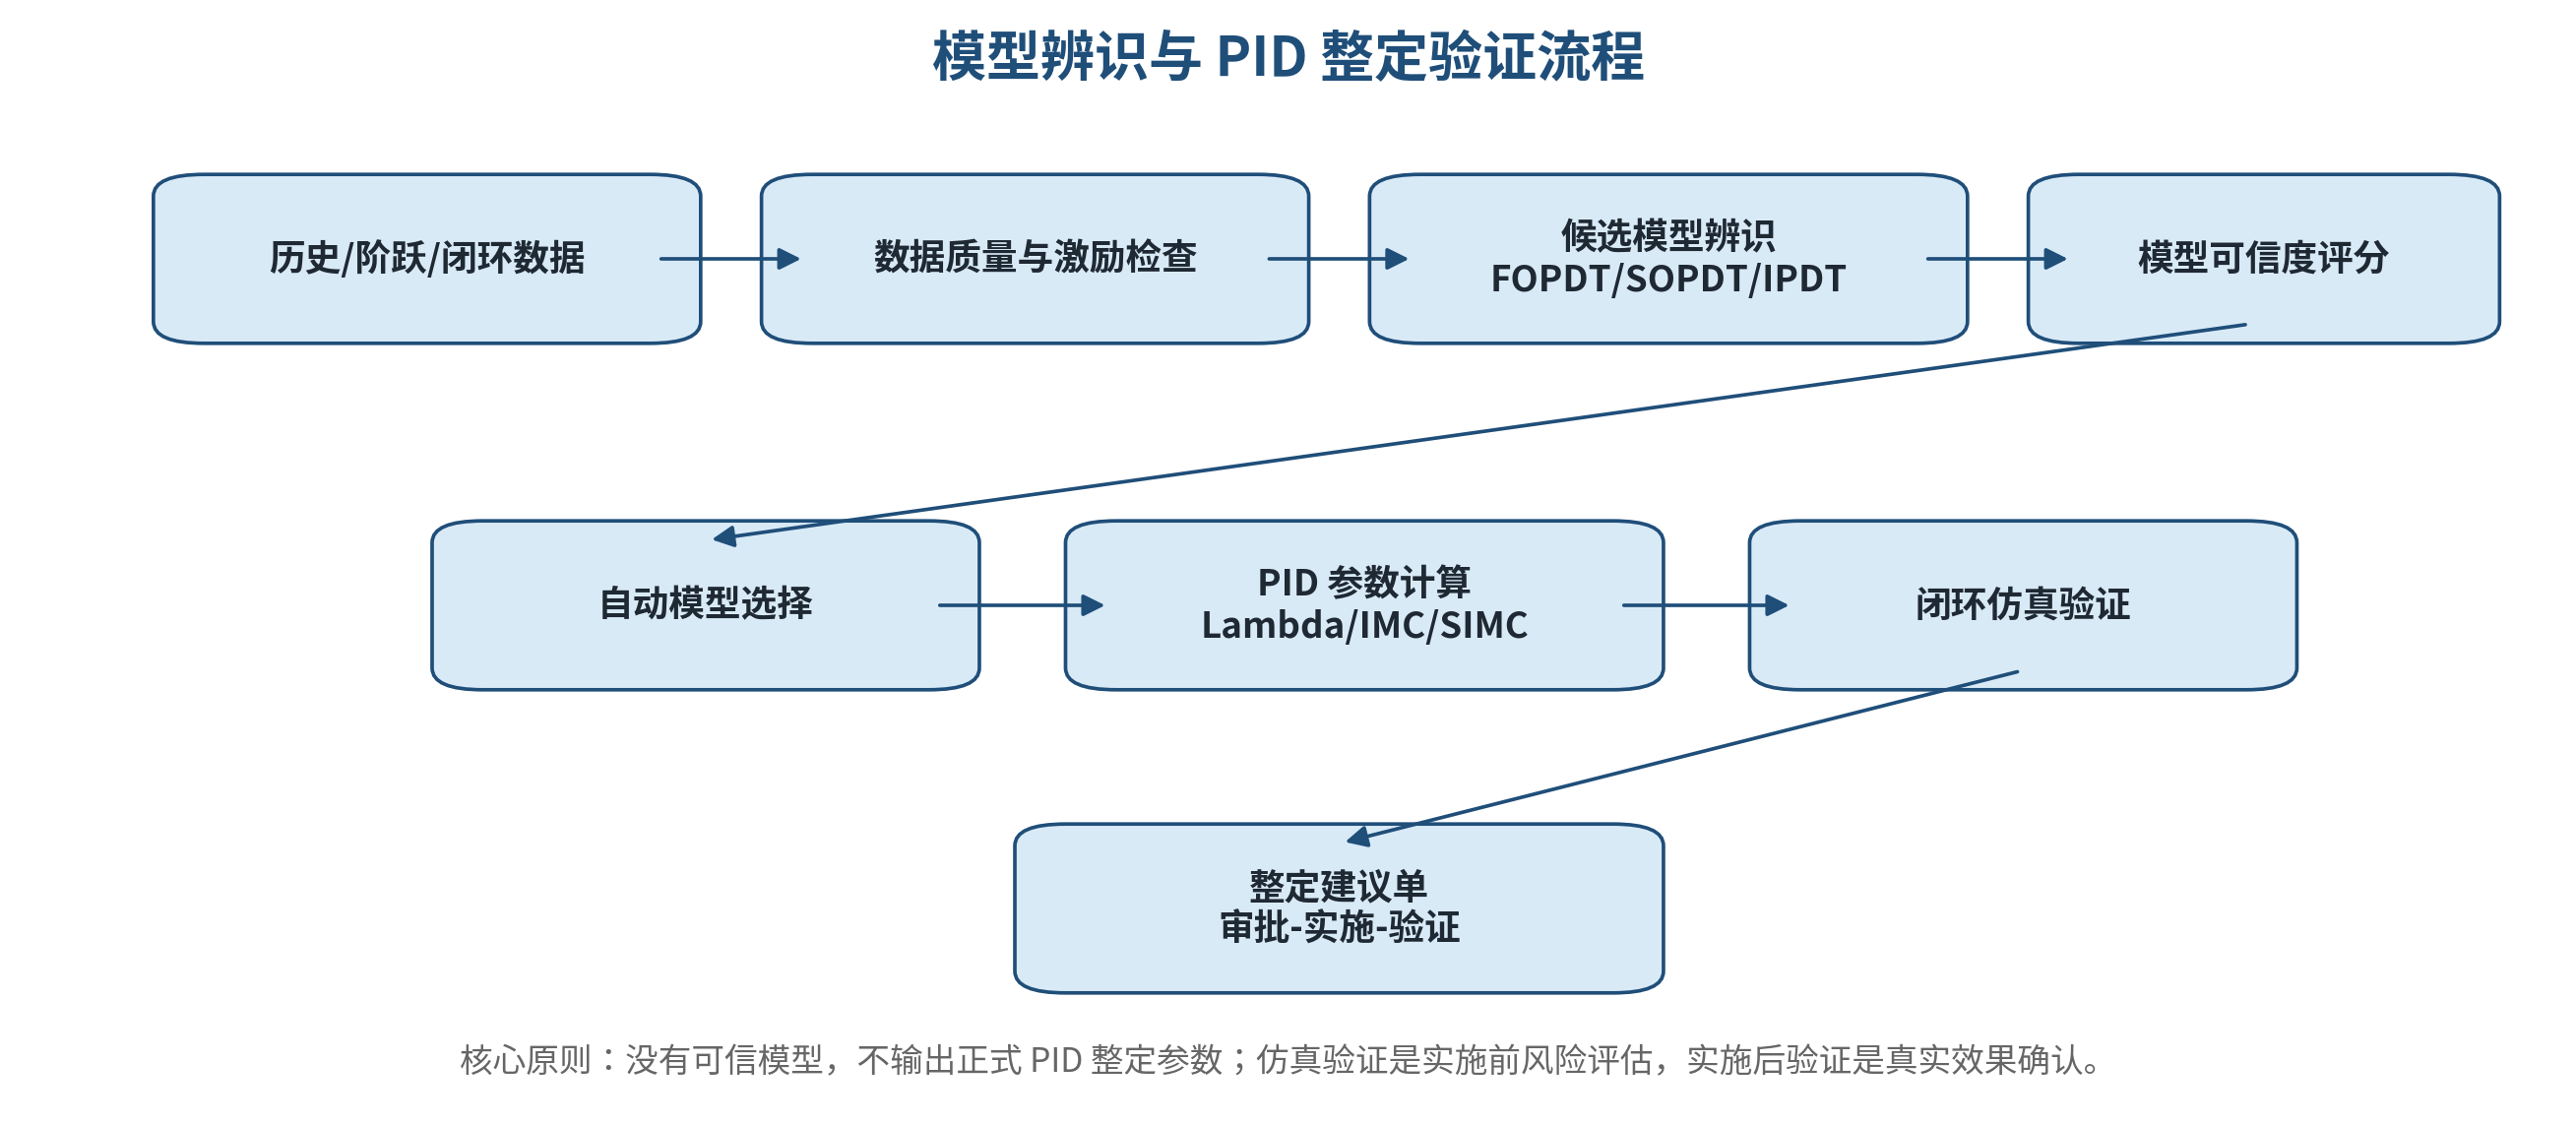 模型辨识与 PID 整定验证流程
历史/阶跃/闭环数据
数据质量与激励检查
候选模型辨识
FOPDT/SOPDT/IPDT
模型可信度评分
自动模型选择
PID 参数计算
Lambda/IMC/SIMC
闭环仿真验证
整定建议单
审批-实施-验证
核心原则：没有可信模型，不输出正式 PID 整定参数；仿真验证是实施前风险评估，实施后验证是真实效果确认。